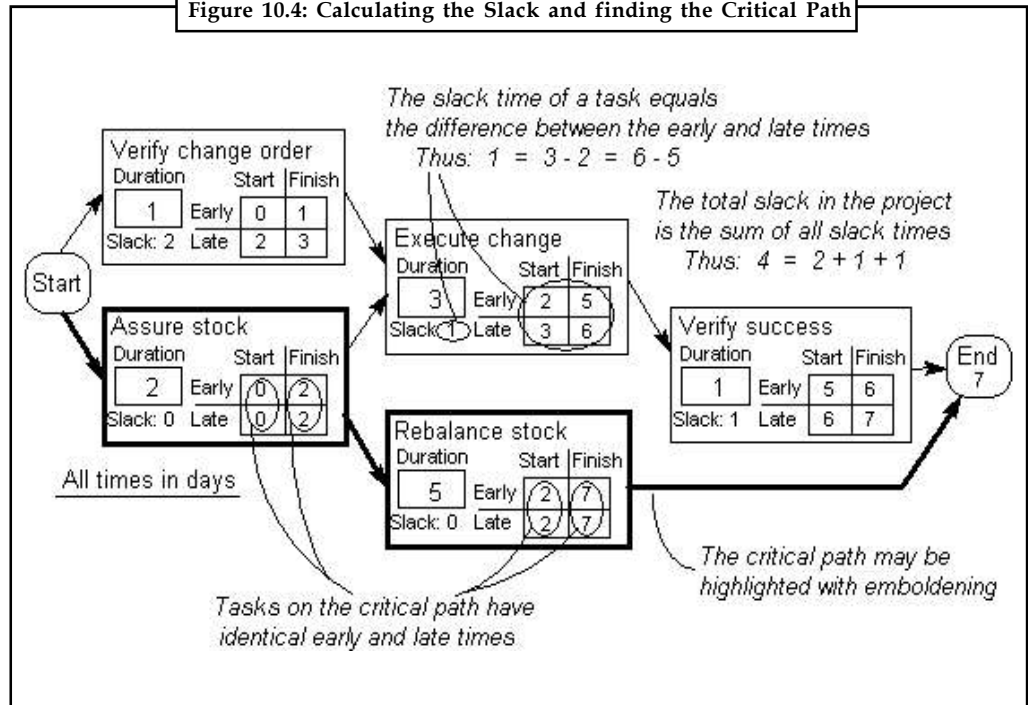 Figure 10.4: Calculating the Slack and finding the Critical Path
The slack time of a task equals
the difference between the early and late times
Thus: 1 = 3 - 2 = 6 - 5
Verify change order
Duration Start Finish
1 Early 0 1
Slack: 2 Late 2 3
The total slack in the project
is the sum of all slack times
Thus: 4 = 2 + 1 + 1
Start
Execute change
Duration Start Finish
3 Early 2 5
Slack: 1 Late 3 6
Assure stock
Duration Start Finish
2 Early 0 2
Slack: 0 Late 0 2
Verify success
Duration Start Finish
1 Early 5 6
Slack: 1 Late 6 7
End
7
Rebalance stock
Duration Start Finish
5 Early 2 7
Slack: 0 Late 2 7
All times in days
The critical path may be
highlighted with emboldening
Tasks on the critical path have
identical early and late times